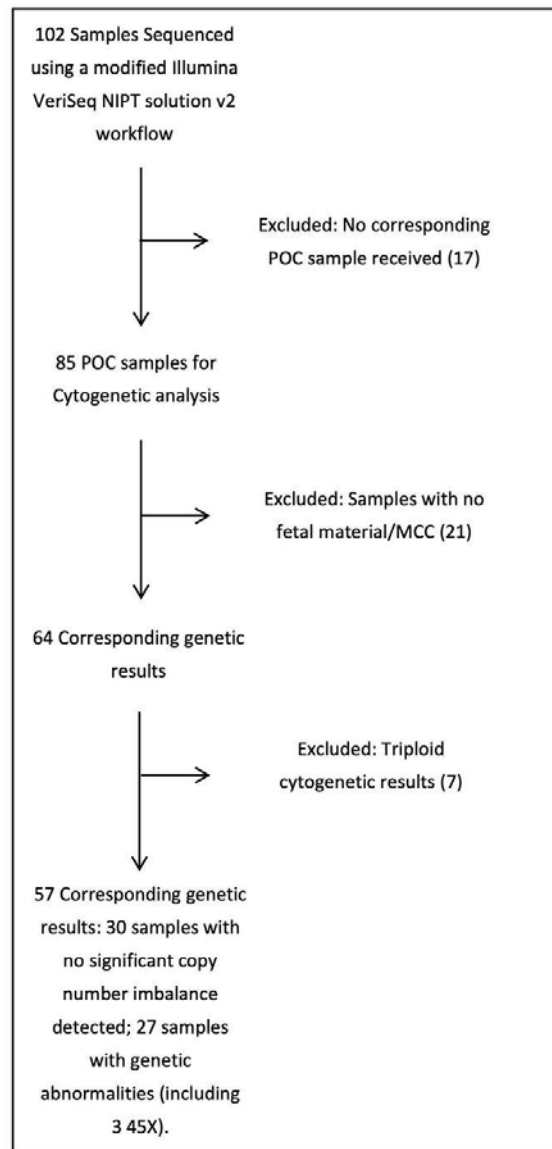 102 Samples Sequenced
using a modified Illumina
VeriSeq NIPT solution v2
workflow
Excluded: No corresponding
POC sample received (17)
85 POC samples for
Cytogenetic analysis
Excluded: Samples with no
fetal material/MCC (21)
64 Corresponding genetic
results
Excluded: Triploid
cytogenetic results (7)
57 Corresponding genetic
results: 30 samples with
no significant copy
number imbalance
detected; 27 samples
with genetic
abnormalities (including
3 45X).